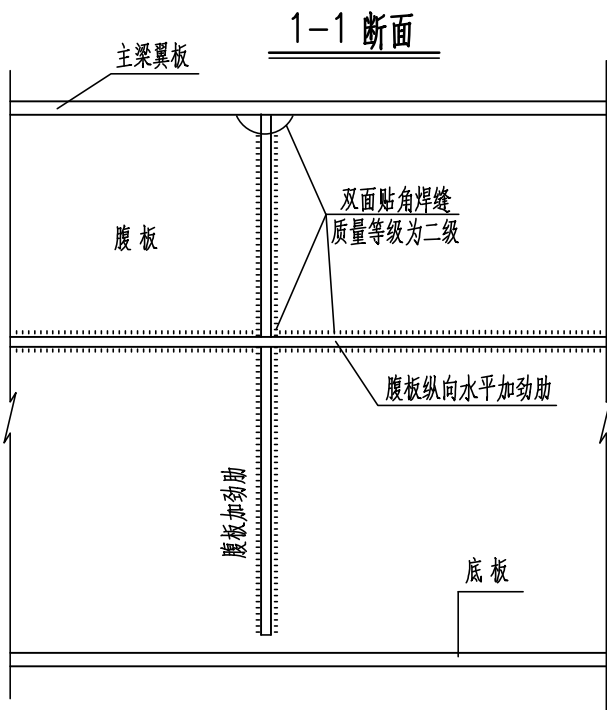 1-1 断面
主梁翼板
双面贴角焊缝
质量等级为二级
腹板
腹板纵向水平加劲肋
腹板加劲肋
底板